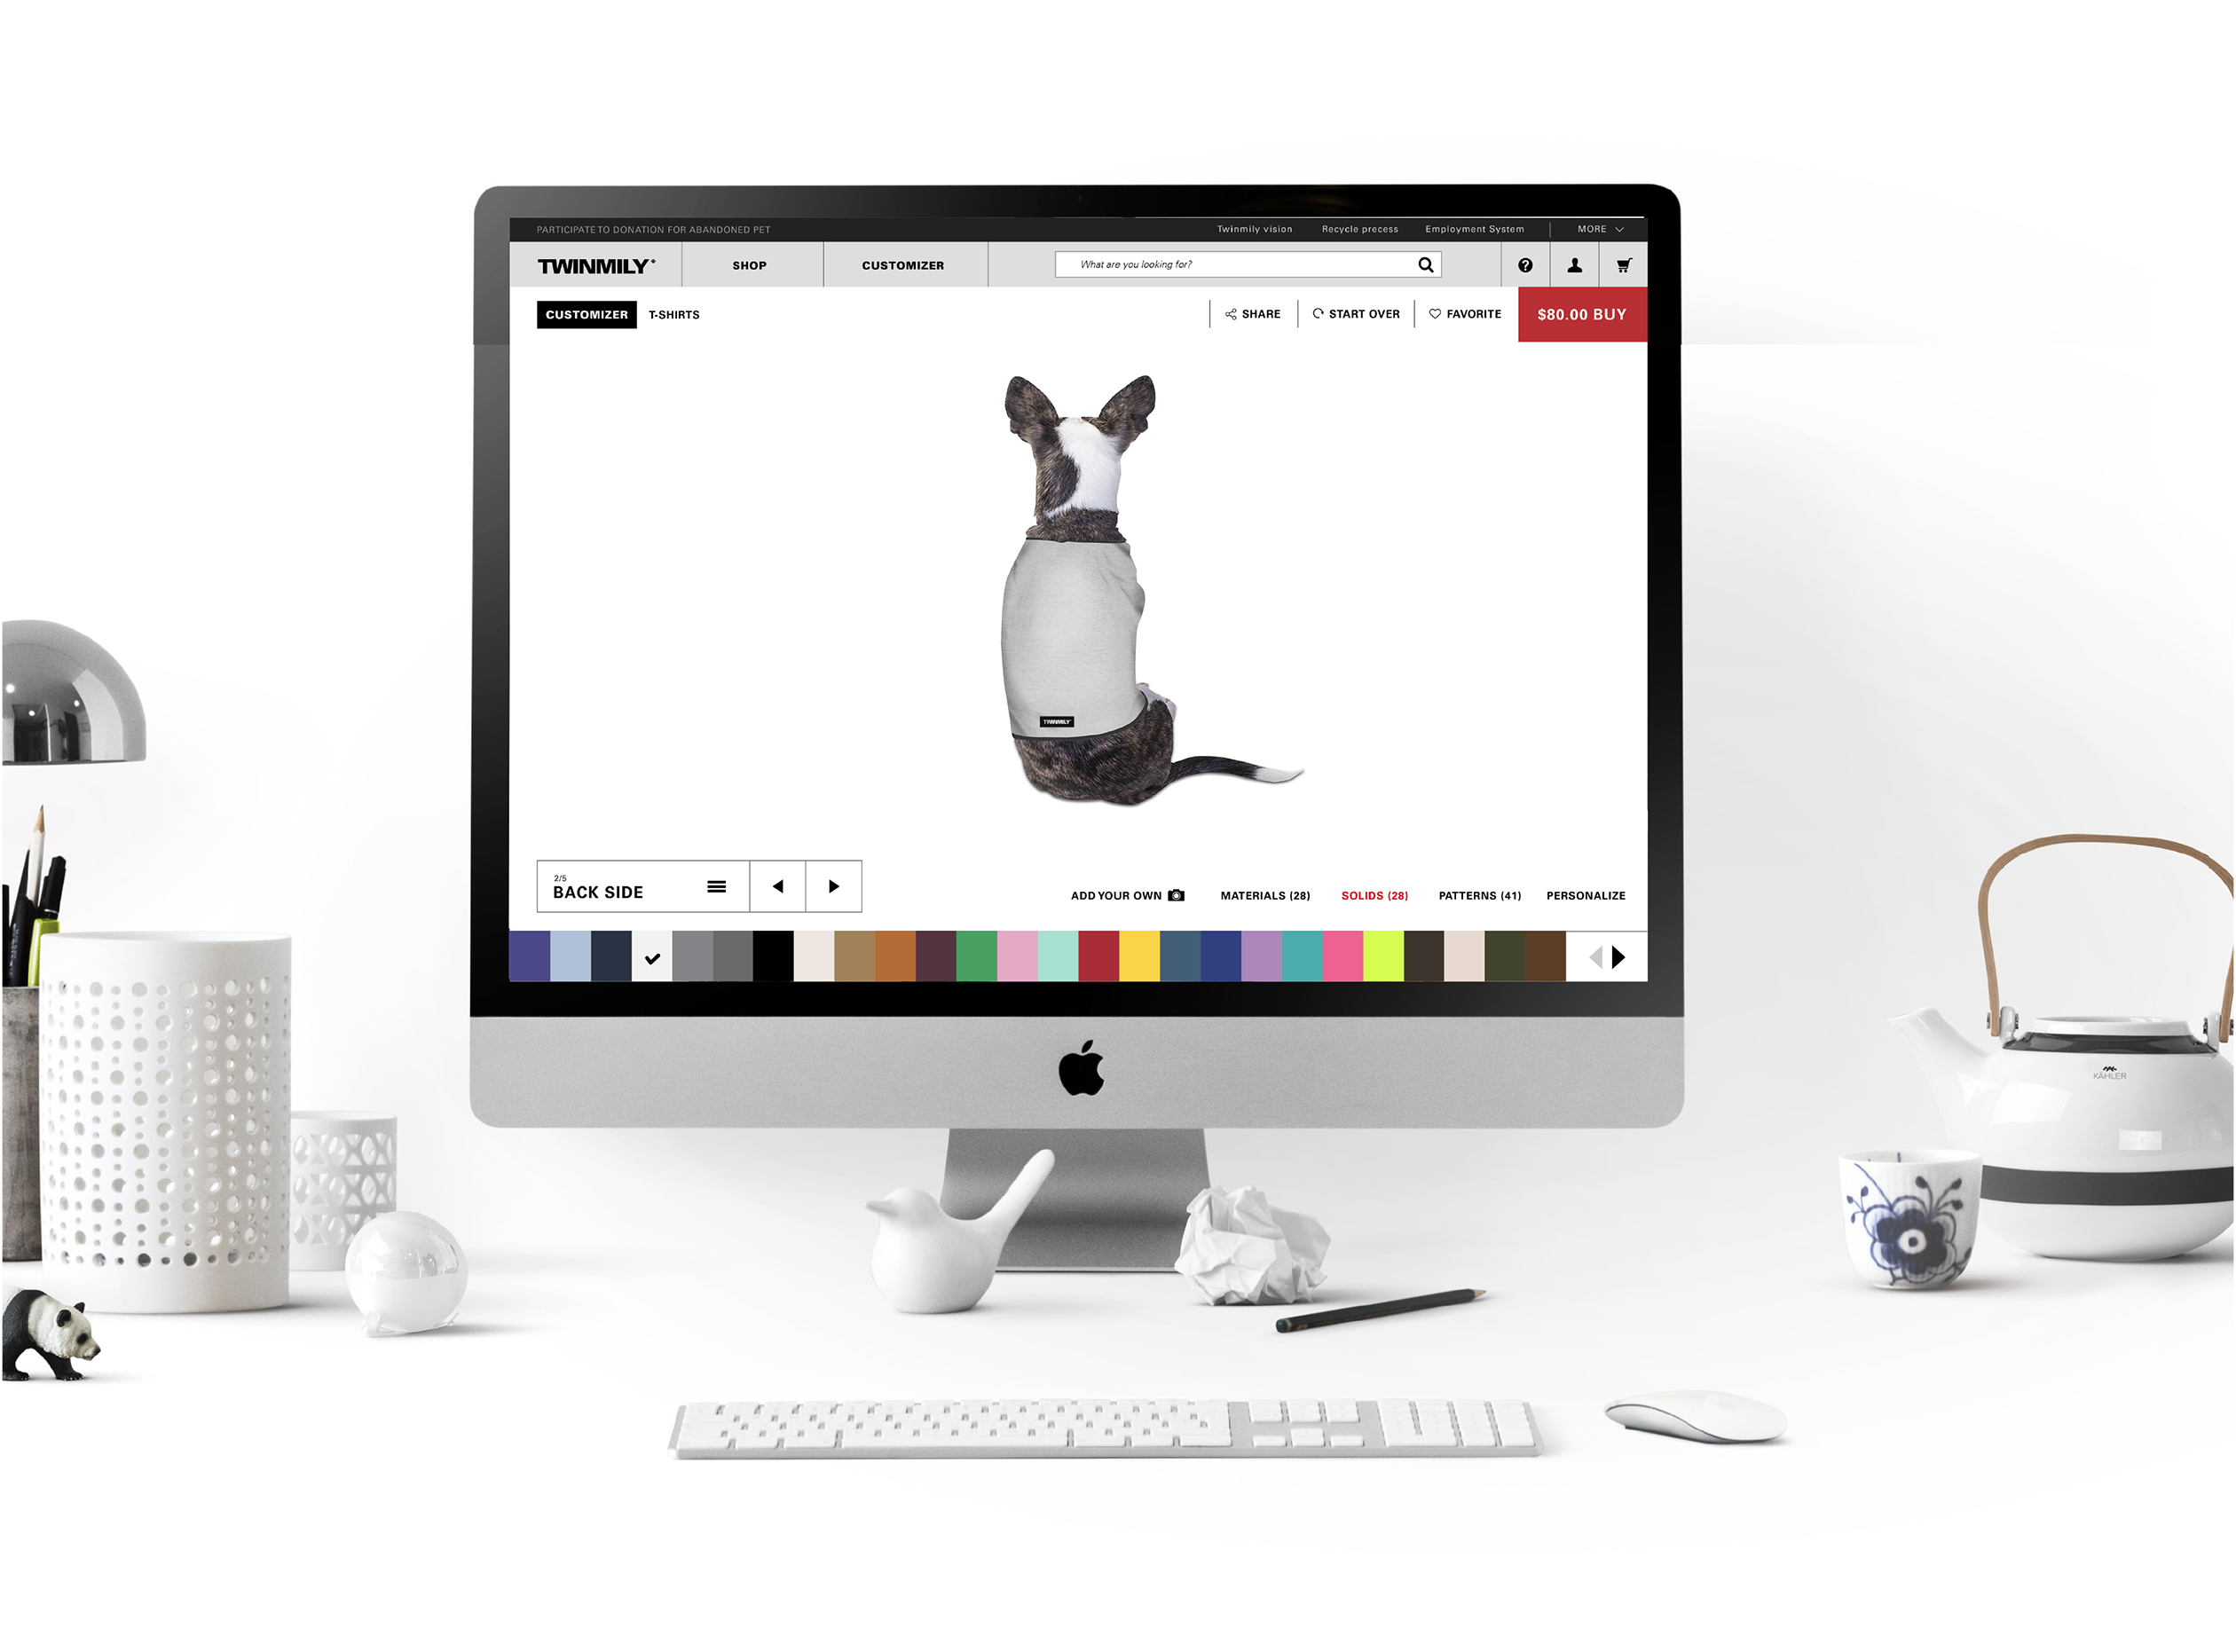 PARTICIPATE TO DONATION FOR ABANDONED PET
Twinmily vision Recycle precess Employment System MORE
TWINMILY
SHOP
CUSTOMIZER
What are you looking for?
CUSTOMIZER T-SHIRTS
SHARE START OVER FAVORITE $80.00 BUY
TWINMILY
2/5
BACK SIDE
ADD YOUR OWN MATERIALS (28) SOLIDS (28) PATTERNS (41) PERSONALIZE
KÄHLER